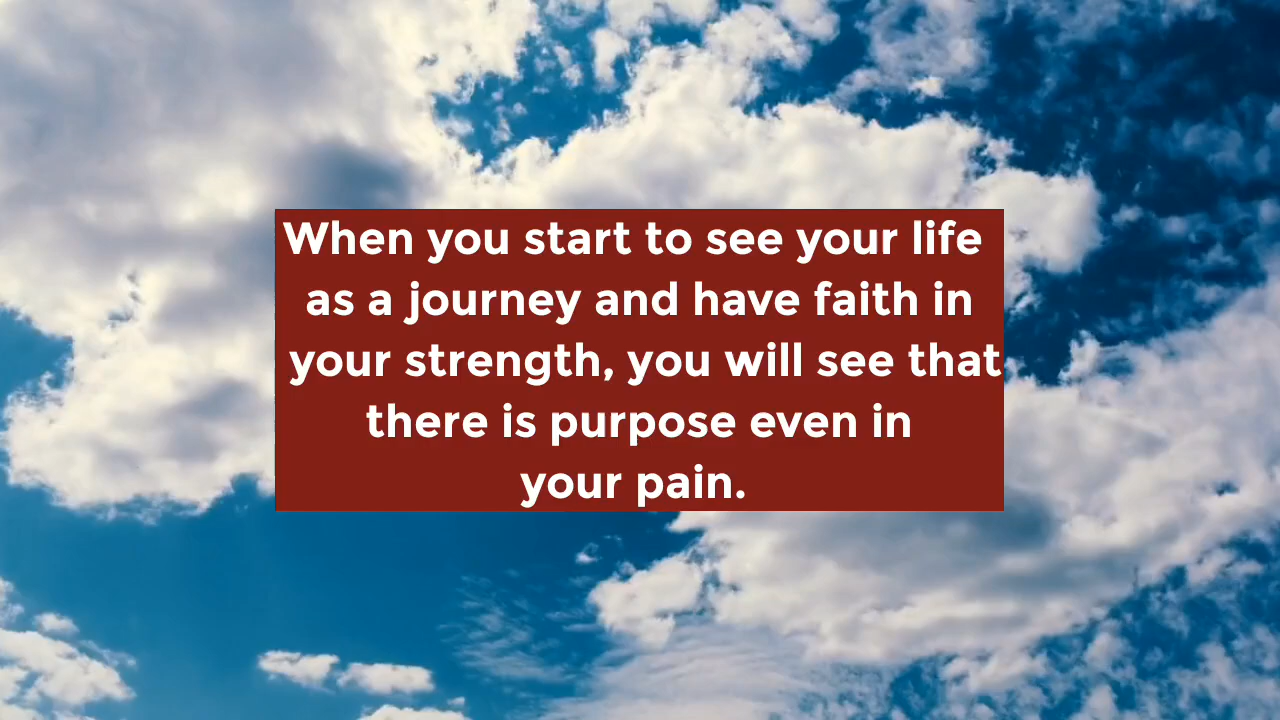 When you start to see your life
as a journey and have faith in
your strength, you will see that
there is purpose even in
your pain.